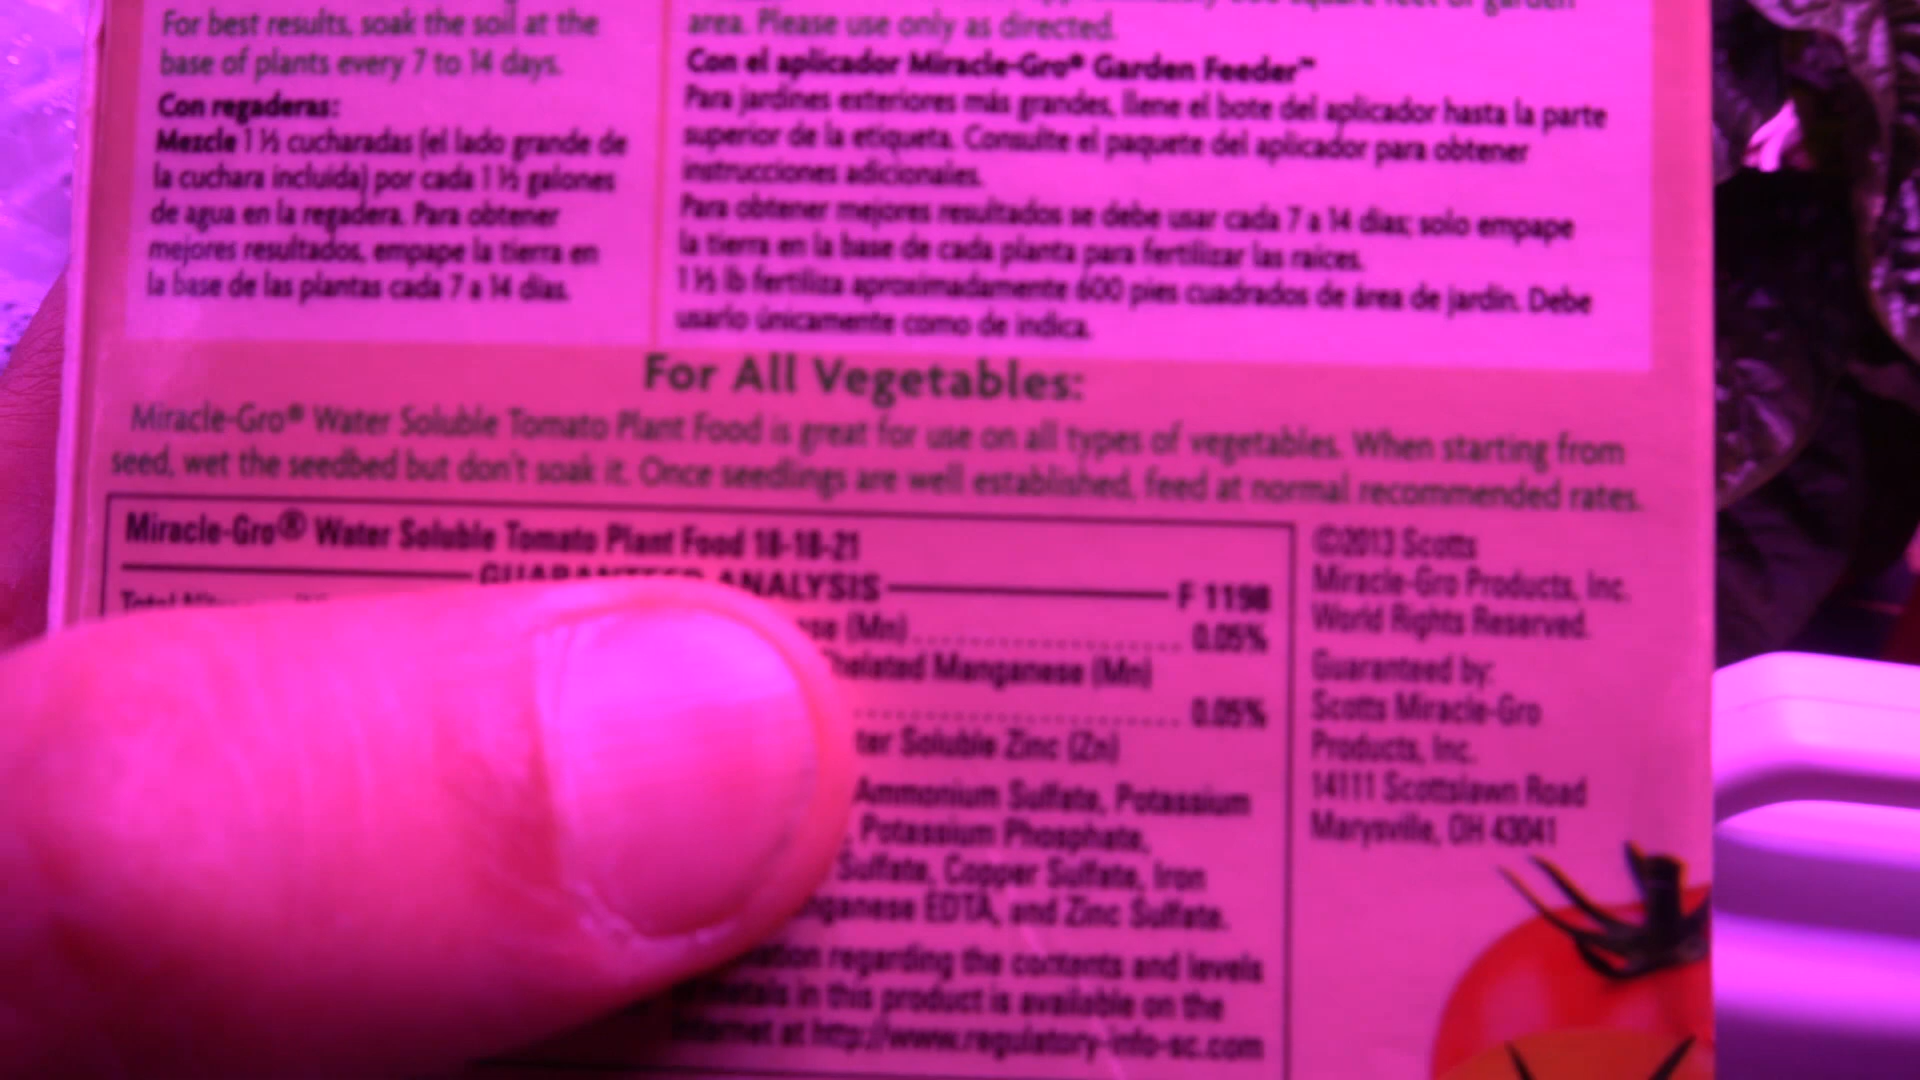 For best results, soak the soil at the
base of plants every 7 to 14 days.
Con regaderas:
Mezcle 1 ½ cucharadas (el lado grande de
la cuchara incluida) por cada 1 ½ galones
de agua en la regadera. Para obtener
mejores resultados, empape la tierra en
la base de las plantas cada 7 a 14 días.
area. Please use only as directed.
Con el aplicador Miracle-Gro® Garden Feeder™
Para jardines exteriores más grandes, llene el bote del aplicador hasta la parte
superior de la etiqueta. Consulte el paquete del aplicador para obtener
instrucciones adicionales.
Para obtener mejores resultados se debe usar cada 7 a 14 días; solo empape
la tierra en la base de cada planta para fertilizar las raíces.
1 ½ lb fertiliza aproximadamente 600 pies cuadrados de área de jardín. Debe
usarlo únicamente como de indica.
For All Vegetables:
Miracle-Gro® Water Soluble Tomato Plant Food is great for use on all types of vegetables. When starting from
seed, wet the seedbed but don't soak it. Once seedlings are well established, feed at normal recommended rates.
Miracle-Gro® Water Soluble Tomato Plant Food 18-18-21
GUARANTEED ANALYSIS F 1198
Total
(Mn) 0.05%
Manganese (Mn)
0.05%
Soluble Zinc (Zn)
Ammonium Sulfate, Potassium
Potassium Phosphate,
Sulfate, Copper Sulfate, Iron
EDTA, and Zinc Sulfate.
regarding the contents and levels
in this product is available on the
at http://www.regulatory-info-sc.com
©2013 Scotts
Miracle-Gro Products, Inc.
World Rights Reserved.
Guaranteed by:
Scotts Miracle-Gro
Products, Inc.
14111 Scottslawn Road
Marysville, OH 43041